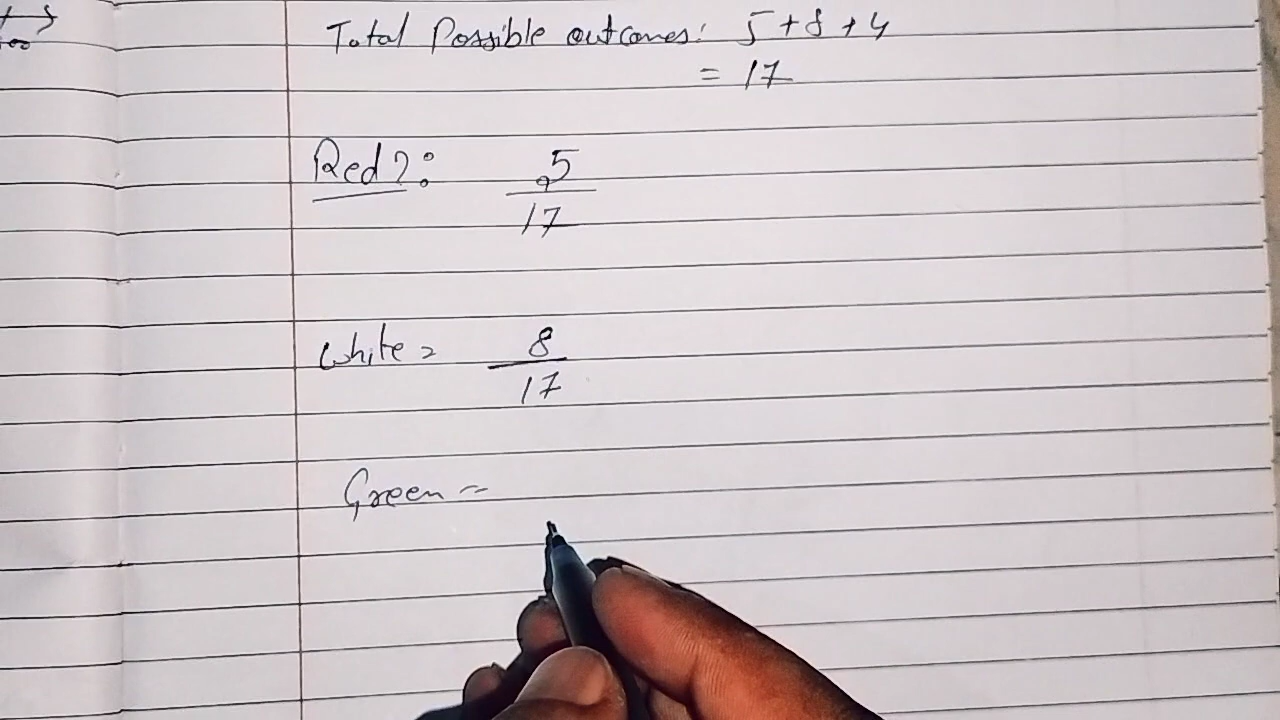 Total Possible outcomes: 5 + 8 + 4
= 17
Red ?: 5
17
White = 8
17
Green =